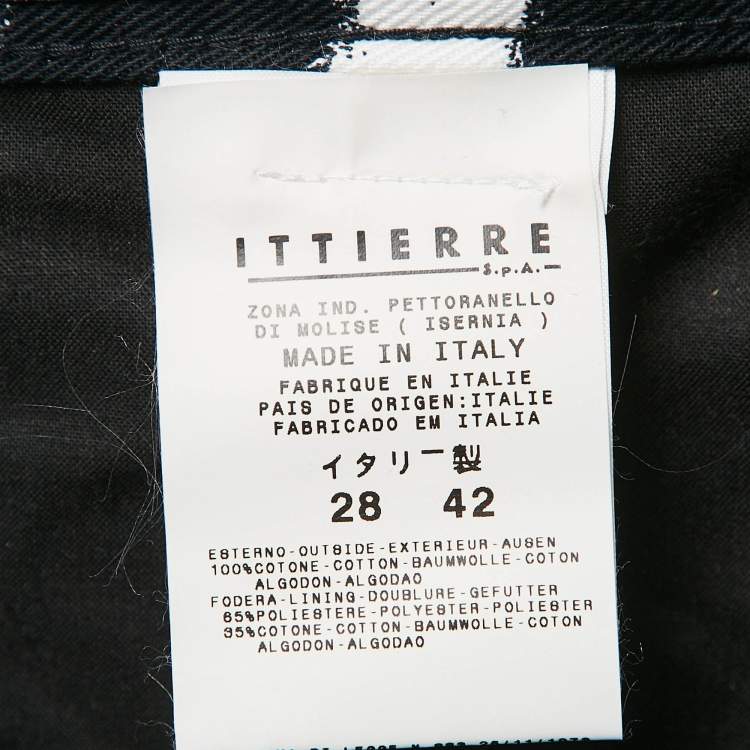 ITTIERRE
S.p.A.
ZONA IND. PETTORANELLO
DI MOLISE ( ISERNIA )
MADE IN ITALY
FABRIQUE EN ITALIE
PAIS DE ORIGEN:ITALIE
FABRICADO EM ITALIA
イタリー製
28 42
ESTERNO-OUTSIDE-EXTERIEUR-AUSEN
100%COTONE-COTTON-BAUMWOLLE-COTON
ALGODON-ALGODAO
FODERA-LINING-DOUBLURE-GEFUTTER
65%POLIESTERE-POLYESTER-POLIESTER
35%COTONE-COTTON-BAUMWOLLE-COTON
ALGODON-ALGODAO